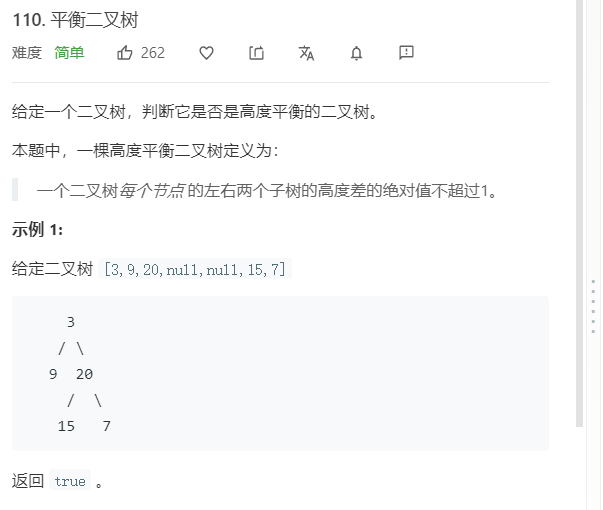 110. 平衡二叉树
难度 简单 262
给定一个二叉树，判断它是否是高度平衡的二叉树。
本题中，一棵高度平衡二叉树定义为：
一个二叉树每个节点 的左右两个子树的高度差的绝对值不超过1。
示例 1:
给定二叉树 [3,9,20,null,null,15,7]
3
/ \
9 20
/ \
15 7
返回 true 。